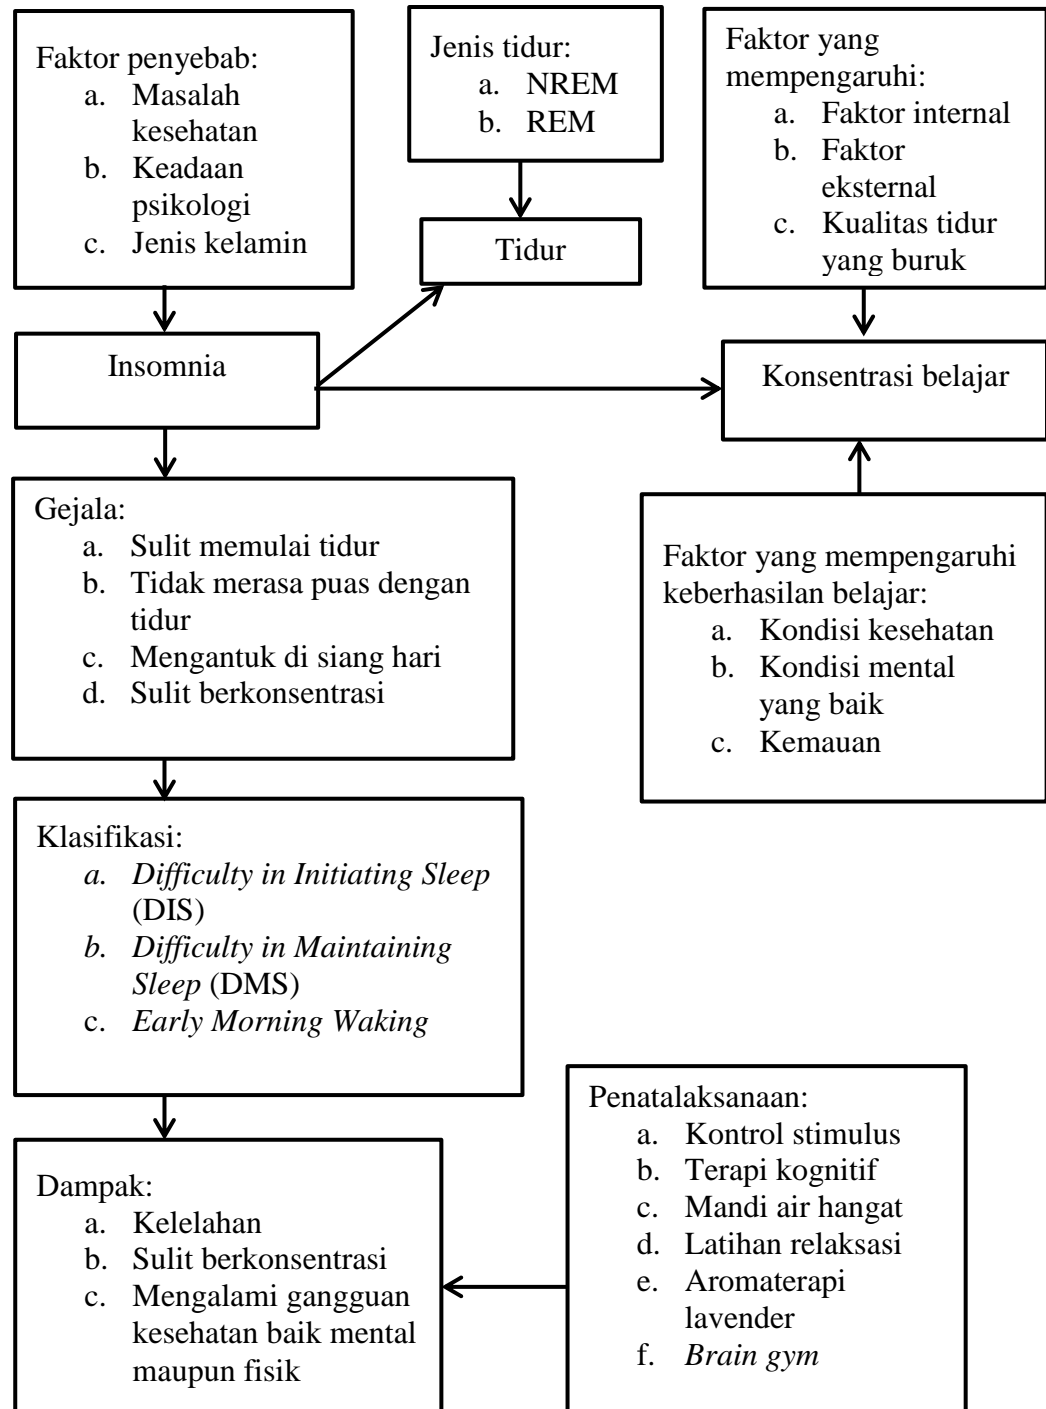 Faktor penyebab:
a. Masalah
kesehatan
b. Keadaan
psikologi
c. Jenis kelamin
Jenis tidur:
a. NREM
b. REM
Faktor yang
mempengaruhi:
a. Faktor internal
b. Faktor
eksternal
c. Kualitas tidur
yang buruk
Tidur
Insomnia
Konsentrasi belajar
Gejala:
a. Sulit memulai tidur
b. Tidak merasa puas dengan
tidur
c. Mengantuk di siang hari
d. Sulit berkonsentrasi
Faktor yang mempengaruhi
keberhasilan belajar:
a. Kondisi kesehatan
b. Kondisi mental
yang baik
c. Kemauan
Klasifikasi:
a. Difficulty in Initiating Sleep
(DIS)
b. Difficulty in Maintaining
Sleep (DMS)
c. Early Morning Waking
Penatalaksanaan:
a. Kontrol stimulus
b. Terapi kognitif
c. Mandi air hangat
d. Latihan relaksasi
e. Aromaterapi
lavender
f. Brain gym
Dampak:
a. Kelelahan
b. Sulit berkonsentrasi
c. Mengalami gangguan
kesehatan baik mental
maupun fisik